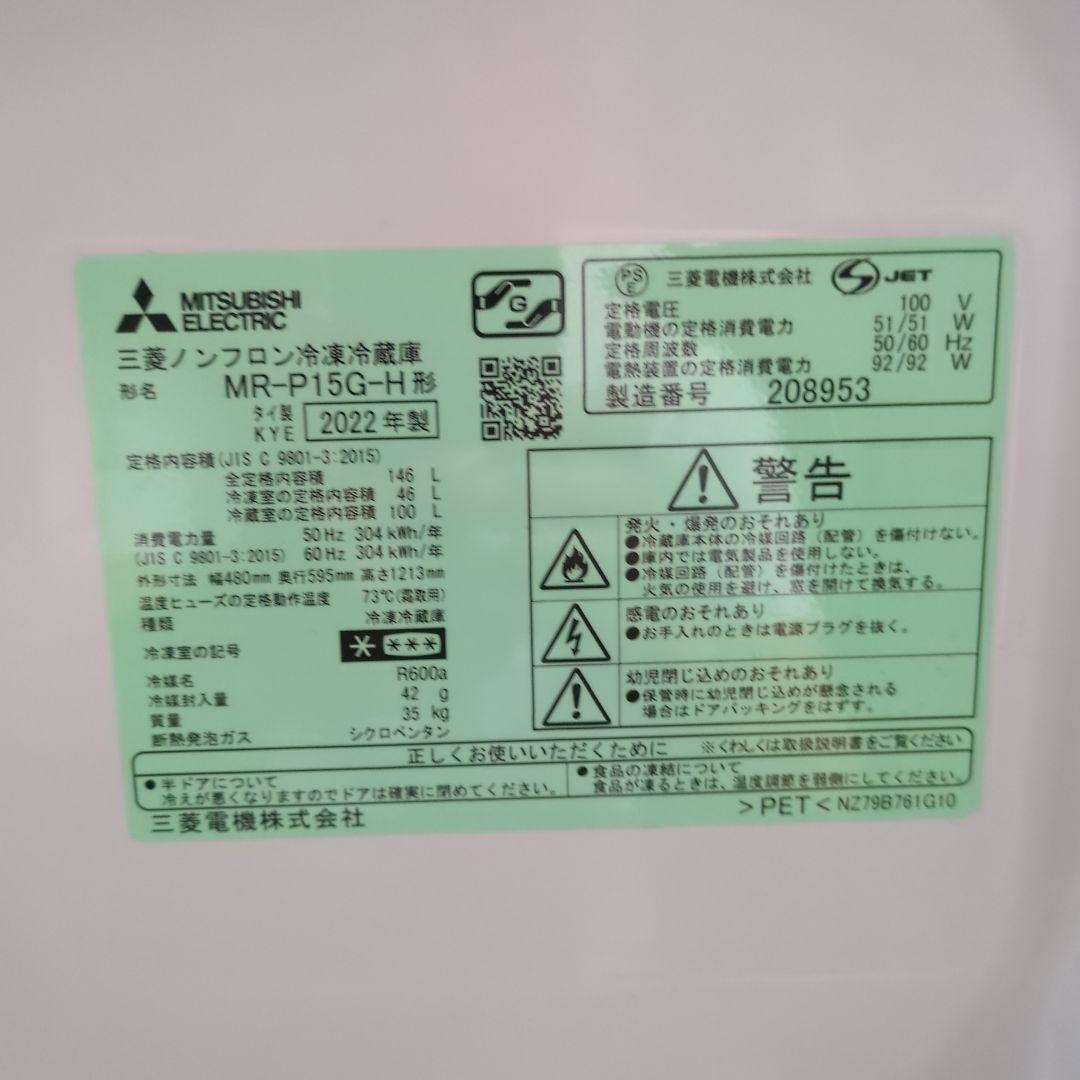 MITSUBISHI
ELECTRIC
G
三菱ノンフロン冷凍冷蔵庫
形名 MR-P15G-H形
タイ製
KYE 2022年製
定格内容積(JIS C 9801-3:2015)
全定格内容積 146 L
冷凍室の定格内容積 46 L
冷蔵室の定格内容積 100 L
消費電力量 50Hz 304kWh/年
(JIS C 9801-3:2015) 60Hz 304kWh/年
外形寸法 幅480mm 奥行595mm 高さ1213mm
温度ヒューズの定格動作温度 73℃(霜取用)
種類 冷凍冷蔵庫
冷凍室の記号 * ***
冷媒名 R600a
冷媒封入量 42 g
質量 35 kg
断熱発泡ガス シクロペンタン
PS
E 三菱電機株式会社 S JET
定格電圧 100 V
電動機の定格消費電力 51/51 W
定格周波数 50/60 Hz
電熱装置の定格消費電力 92/92 W
製造番号 208953
警告
発火・爆発のおそれあり
●冷蔵庫本体の冷媒回路(配管)を傷付けない。
●庫内では電気製品を使用しない。
●冷媒回路(配管)を傷付けたときは、
火気の使用を避け、窓を開けて換気する。
感電のおそれあり
●お手入れのときは電源プラグを抜く。
幼児閉じ込めのおそれあり
●保管時に幼児閉じ込めが懸念される
場合はドアパッキングをはずす。
正しくお使いいただくために ※くわしくは取扱説明書をご覧ください
●半ドアについて
冷えが悪くなりますのでドアは確実に閉めてください。
●食品の凍結について
食品が凍るときは、温度調節を弱側にしてください。
三菱電機株式会社
>PET< NZ79B761G10